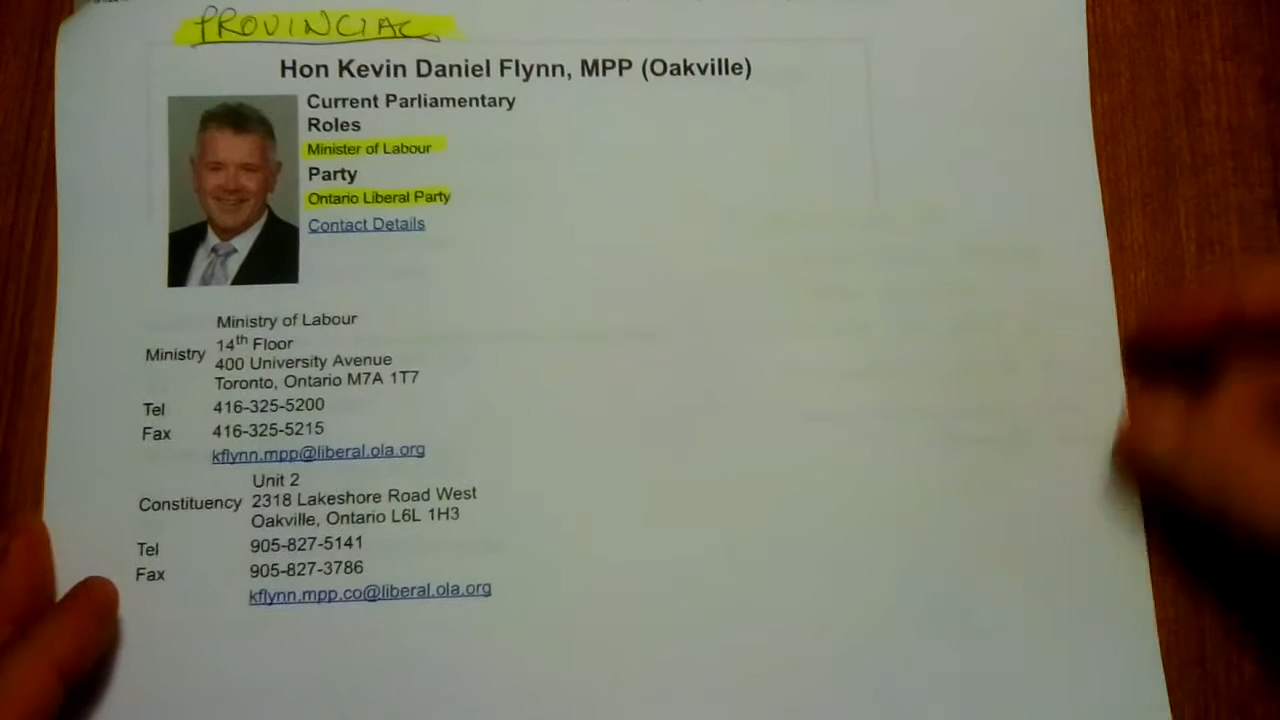 PROVINCIAL
Hon Kevin Daniel Flynn, MPP (Oakville)
Current Parliamentary
Roles
Minister of Labour
Party
Ontario Liberal Party
Contact Details
Ministry of Labour
14th Floor
Ministry 400 University Avenue
Toronto, Ontario M7A 1T7
Tel 416-325-5200
Fax 416-325-5215
kflynn.mpp@liberal.ola.org
Unit 2
Constituency 2318 Lakeshore Road West
Oakville, Ontario L6L 1H3
Tel 905-827-5141
Fax 905-827-3786
kflynn.mpp.co@liberal.ola.org